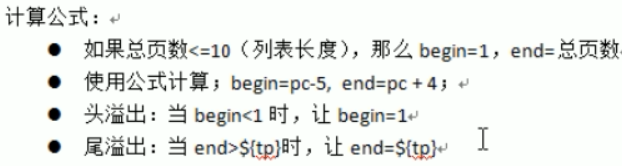 计算公式：
● 如果总页数<=10（列表长度），那么 begin=1，end=总页数
● 使用公式计算；begin=pc-5, end=pc + 4；
● 头溢出：当 begin<1 时，让 begin=1
● 尾溢出：当 end>${tp}时，让 end=${tp}